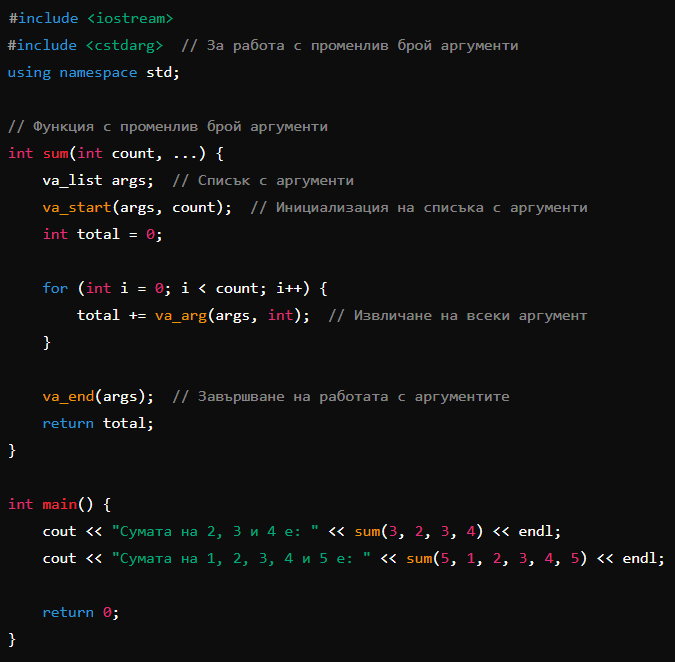 #include <iostream>
#include <cstdarg>  // За работа с променлив брой аргументи
using namespace std;

// Функция с променлив брой аргументи
int sum(int count, ...) {
    va_list args;  // Списък с аргументи
    va_start(args, count);  // Инициализация на списъка с аргументи
    int total = 0;

    for (int i = 0; i < count; i++) {
        total += va_arg(args, int);  // Извличане на всеки аргумент
    }

    va_end(args);  // Завършване на работата с аргументите
    return total;
}

int main() {
    cout << "Сумата на 2, 3 и 4 е: " << sum(3, 2, 3, 4) << endl;
    cout << "Сумата на 1, 2, 3, 4 и 5 е: " << sum(5, 1, 2, 3, 4, 5) << endl;

    return 0;
}